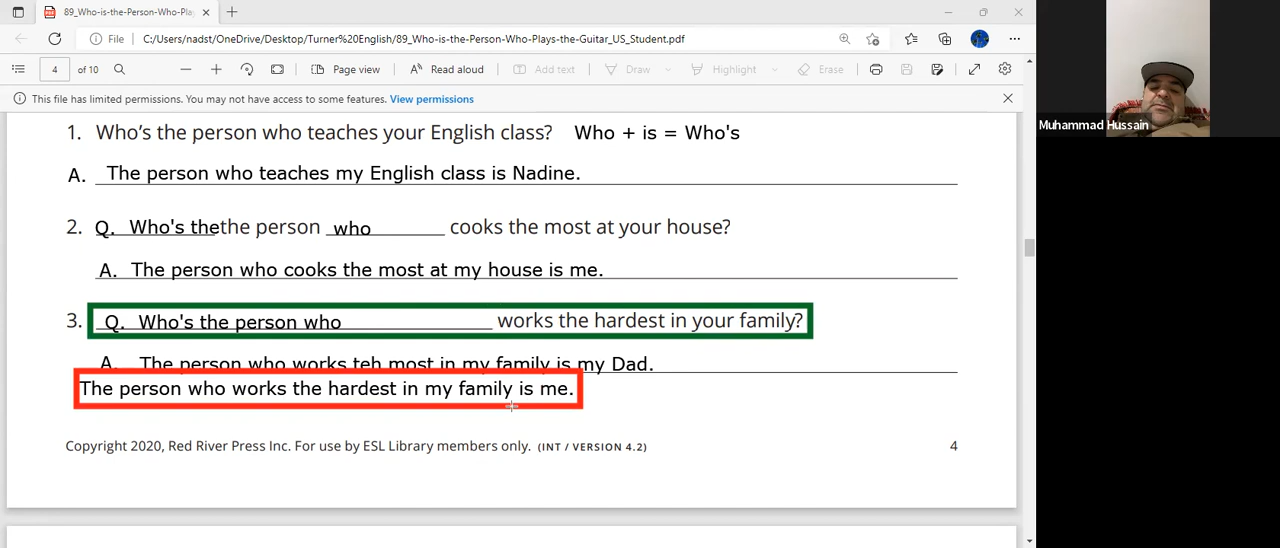 89_Who-is-the-Person-Who-Pla
File C:/Users/nadst/OneDrive/Desktop/Turner%20English/89_Who-is-the-Person-Who-Plays-the-Guitar_US_Student.pdf
4 of 10 Page view Read aloud Add text Draw Highlight Erase
This file has limited permissions. You may not have access to some features. View permissions
1. Who's the person who teaches your English class? Who + is = Who's
A. The person who teaches my English class is Nadine.
2. Q. Who's thethe person who cooks the most at your house?
A. The person who cooks the most at my house is me.
3. Q. Who's the person who works the hardest in your family?
A. The person who works teh most in my family is my Dad.
The person who works the hardest in my family is me.
Copyright 2020, Red River Press Inc. For use by ESL Library members only. (INT / VERSION 4.2) 4
Muhammad Hussain